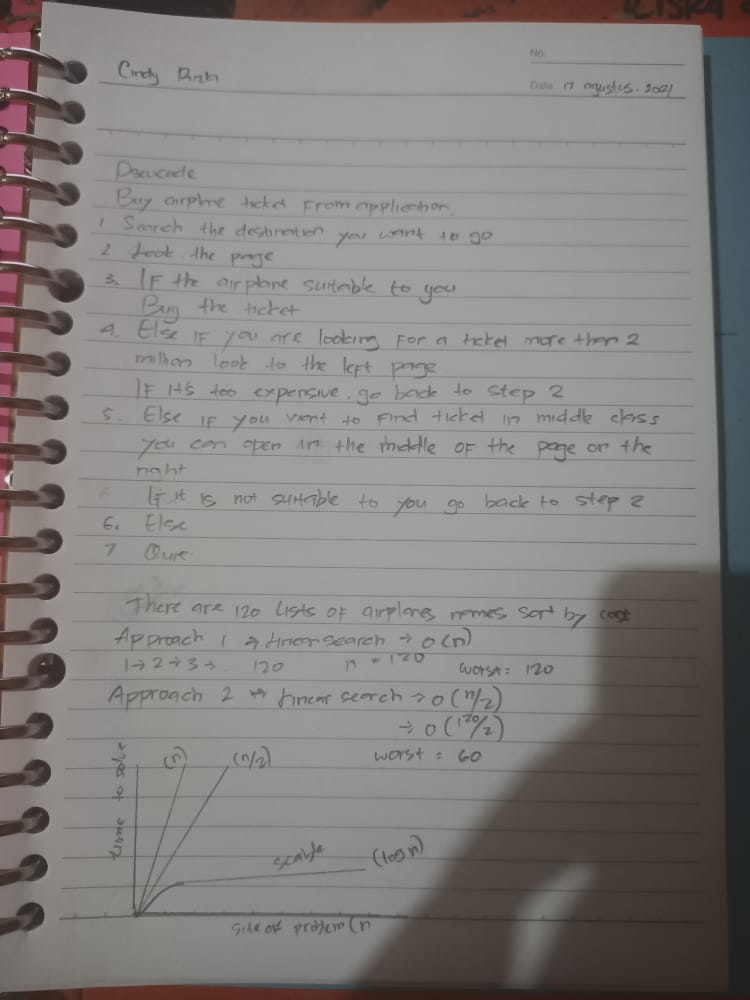 No.
Cindy
Date 17 agustus. 2021
Pseucode
Buy airplane ticket From application.
1 Search the destination you want to go
2 Look the page
3. IF the airplane suitable to you
Buy the ticket
4. Else IF you are looking For a ticket more than 2
million look to the left page
IF it's too expensive, go back to step 2
5. Else IF you want to Find ticket in middle class
you can open in the middle of the page or the
right
IF it is not suitable to you go back to step 2
6. Else
7 Quit
There are 120 Lists of airplanes names sort by cost
Approach 1 → linear search → O(n)
1→ 2 → 3 → .. 120 n = 120 worst = 120
Approach 2 → linear search → O(n/2)
→ O(120/2)
worst = 60
(n) (n/2)
time to solve
(log n)
size of problem (n